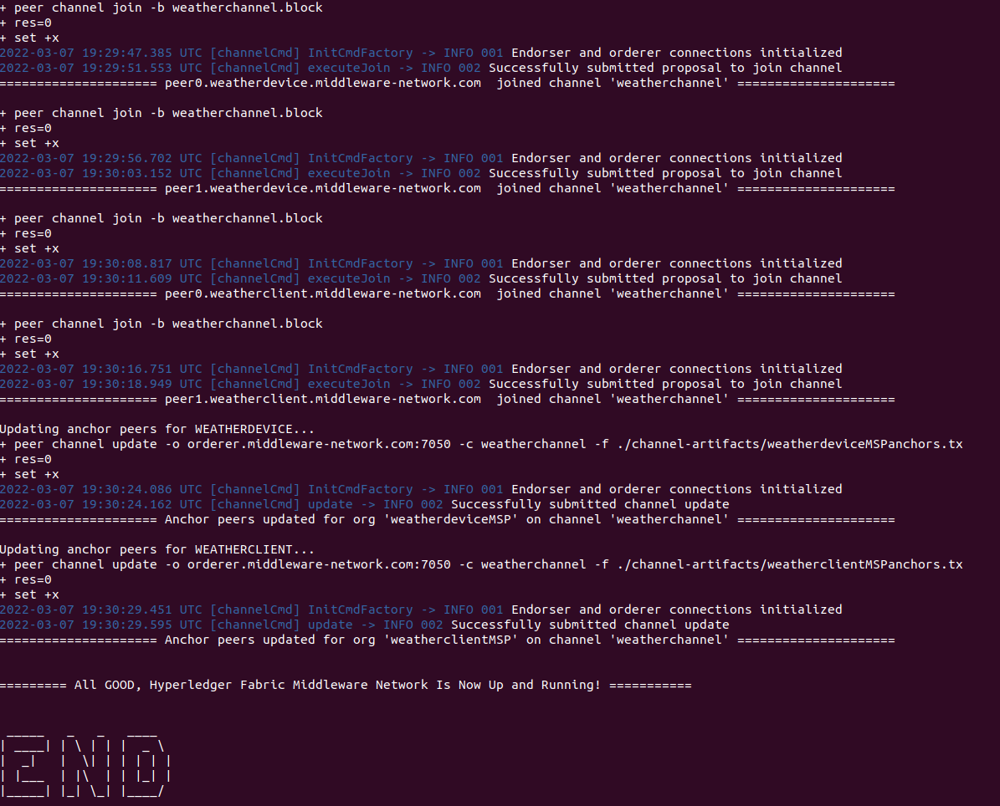 + peer channel join -b weatherchannel.block
+ res=0
+ set +x
2022-03-07 19:29:47.385 UTC [channelCmd] InitCmdFactory -> INFO 001 Endorser and orderer connections initialized
2022-03-07 19:29:51.553 UTC [channelCmd] executeJoin -> INFO 002 Successfully submitted proposal to join channel
===================== peer0.weatherdevice.middleware-network.com  joined channel 'weatherchannel' =====================

+ peer channel join -b weatherchannel.block
+ res=0
+ set +x
2022-03-07 19:29:56.702 UTC [channelCmd] InitCmdFactory -> INFO 001 Endorser and orderer connections initialized
2022-03-07 19:30:03.152 UTC [channelCmd] executeJoin -> INFO 002 Successfully submitted proposal to join channel
===================== peer1.weatherdevice.middleware-network.com  joined channel 'weatherchannel' =====================

+ peer channel join -b weatherchannel.block
+ res=0
+ set +x
2022-03-07 19:30:08.817 UTC [channelCmd] InitCmdFactory -> INFO 001 Endorser and orderer connections initialized
2022-03-07 19:30:11.609 UTC [channelCmd] executeJoin -> INFO 002 Successfully submitted proposal to join channel
===================== peer0.weatherclient.middleware-network.com  joined channel 'weatherchannel' =====================

+ peer channel join -b weatherchannel.block
+ res=0
+ set +x
2022-03-07 19:30:16.751 UTC [channelCmd] InitCmdFactory -> INFO 001 Endorser and orderer connections initialized
2022-03-07 19:30:18.949 UTC [channelCmd] executeJoin -> INFO 002 Successfully submitted proposal to join channel
===================== peer1.weatherclient.middleware-network.com  joined channel 'weatherchannel' =====================

Updating anchor peers for WEATHERDEVICE...
+ peer channel update -o orderer.middleware-network.com:7050 -c weatherchannel -f ./channel-artifacts/weatherdeviceMSPanchors.tx
+ res=0
+ set +x
2022-03-07 19:30:24.086 UTC [channelCmd] InitCmdFactory -> INFO 001 Endorser and orderer connections initialized
2022-03-07 19:30:24.162 UTC [channelCmd] update -> INFO 002 Successfully submitted channel update
===================== Anchor peers updated for org 'weatherdeviceMSP' on channel 'weatherchannel' =====================

Updating anchor peers for WEATHERCLIENT...
+ peer channel update -o orderer.middleware-network.com:7050 -c weatherchannel -f ./channel-artifacts/weatherclientMSPanchors.tx
+ res=0
+ set +x
2022-03-07 19:30:29.451 UTC [channelCmd] InitCmdFactory -> INFO 001 Endorser and orderer connections initialized
2022-03-07 19:30:29.595 UTC [channelCmd] update -> INFO 002 Successfully submitted channel update
===================== Anchor peers updated for org 'weatherclientMSP' on channel 'weatherchannel' =====================

========= All GOOD, Hyperledger Fabric Middleware Network Is Now Up and Running! ===========

END